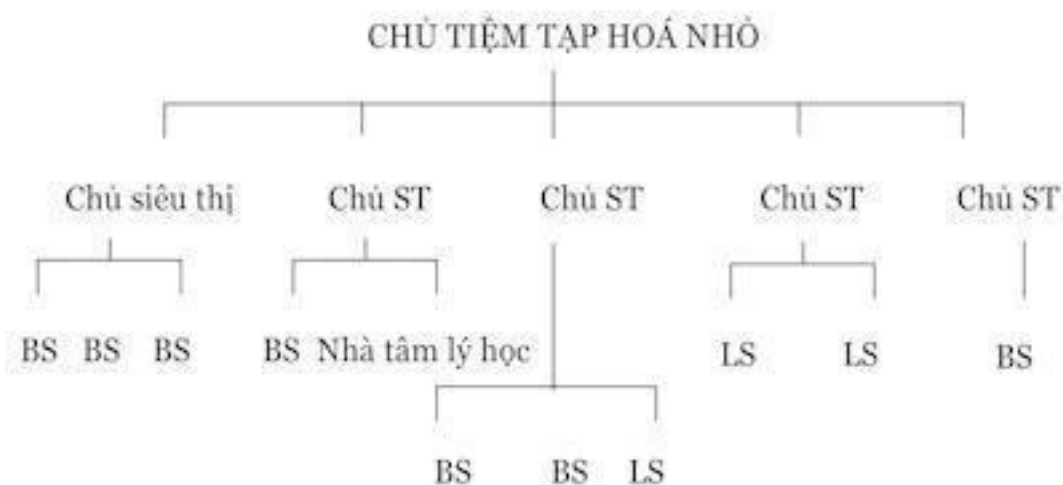 CHỦ TIỆM TẠP HOÁ NHỎ
Chủ siêu thị Chủ ST Chủ ST Chủ ST Chủ ST
BS BS BS BS Nhà tâm lý học LS LS BS
BS BS LS